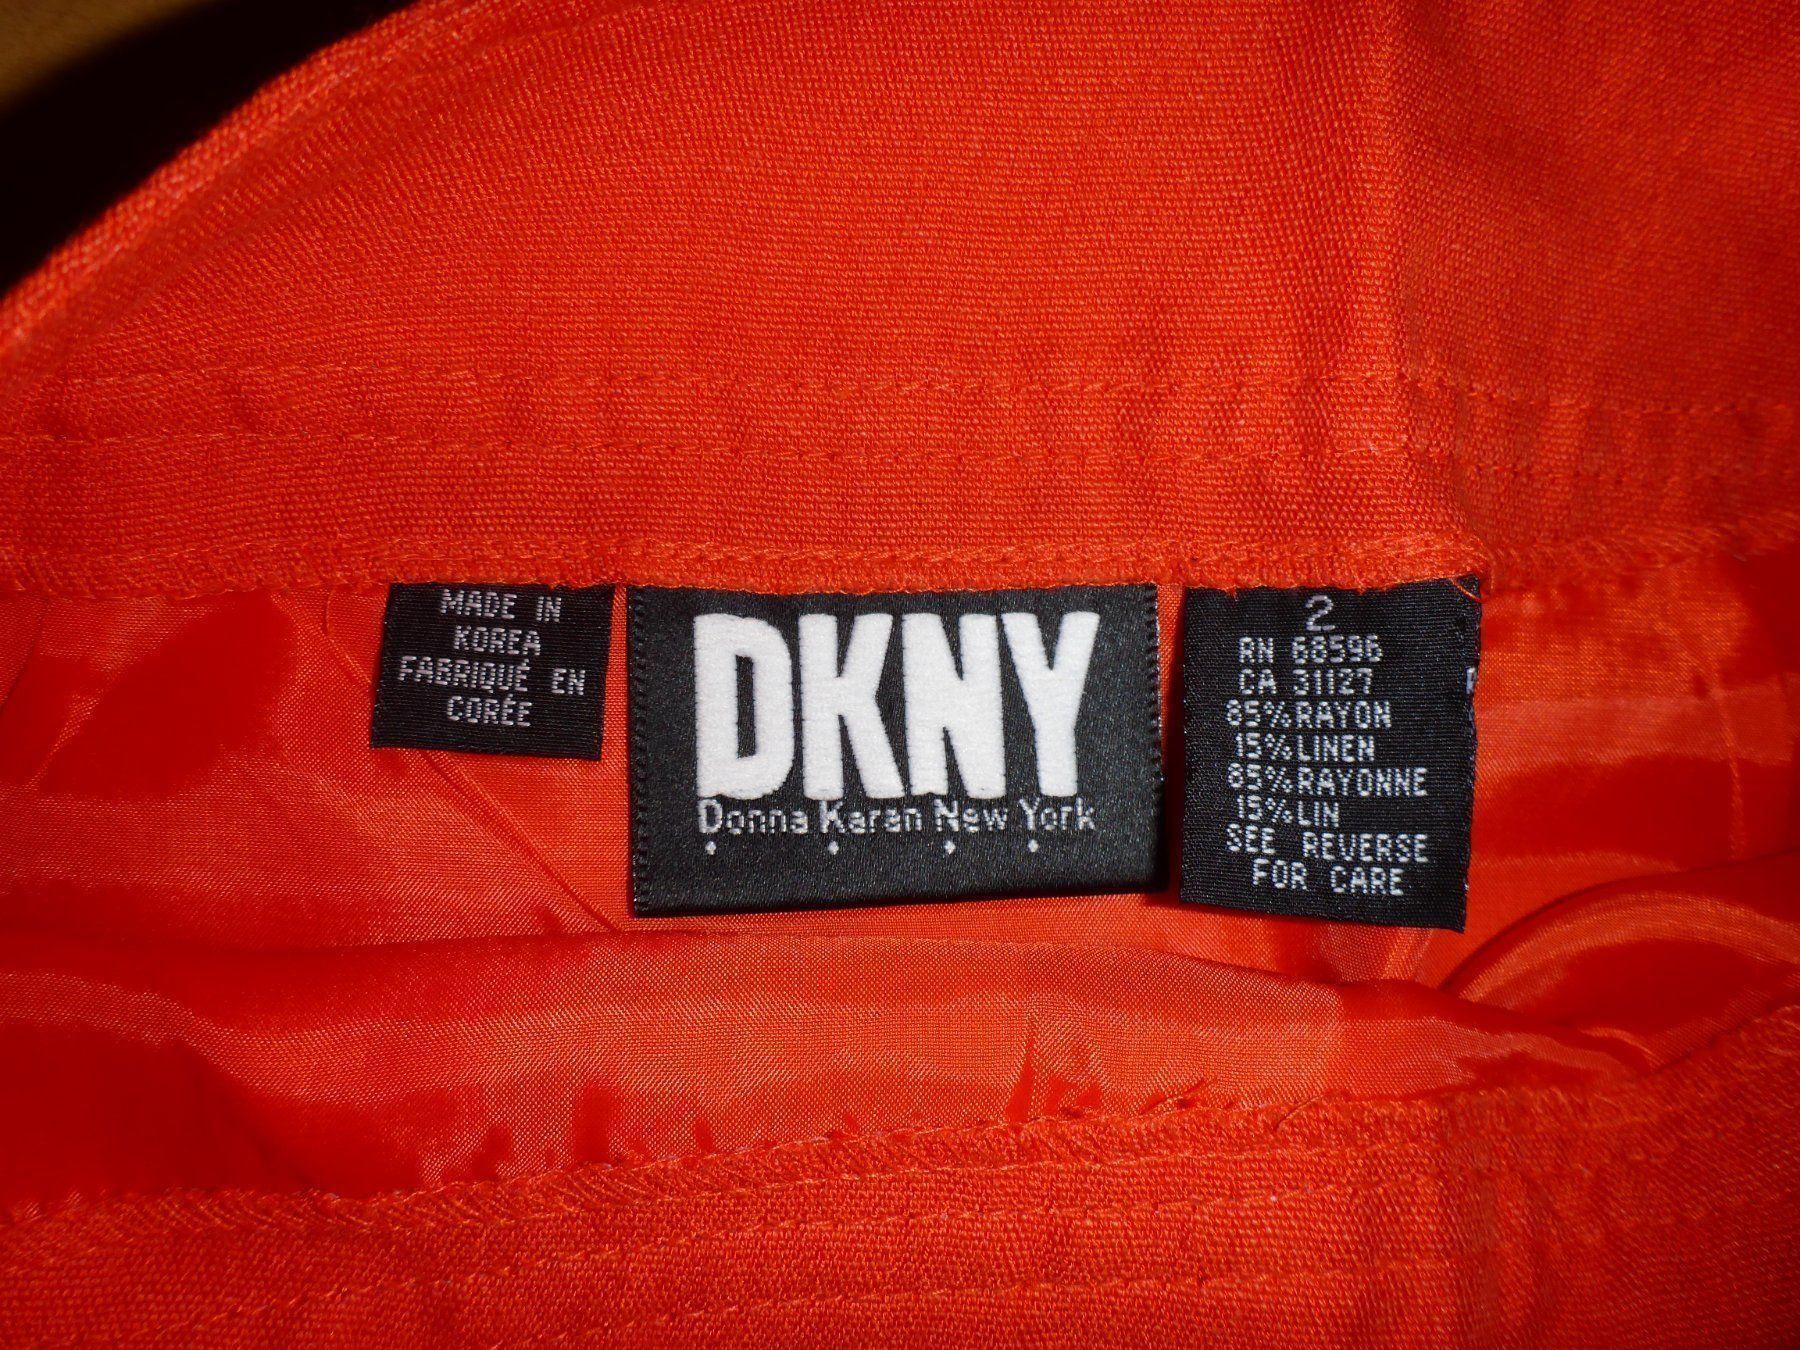 MADE IN
KOREA
FABRIQUÉ EN
CORÉE
DKNY
Donna Karan New York
2
RN 68596
CA 31127
85% RAYON
15% LINEN
85% RAYONNE
15% LIN
SEE REVERSE
FOR CARE